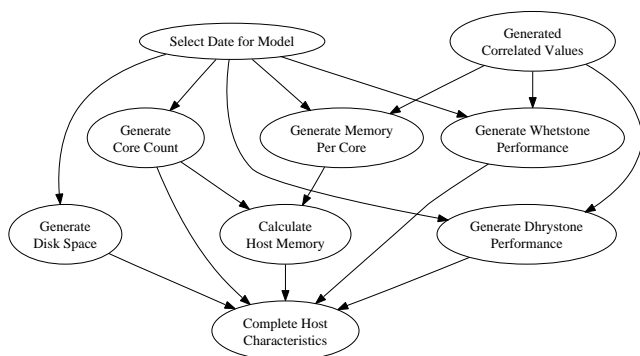 Select Date for Model
Generated
Correlated Values
Generate
Core Count
Generate Memory
Per Core
Generate Whetstone
Performance
Generate
Disk Space
Calculate
Host Memory
Generate Dhrystone
Performance
Complete Host
Characteristics